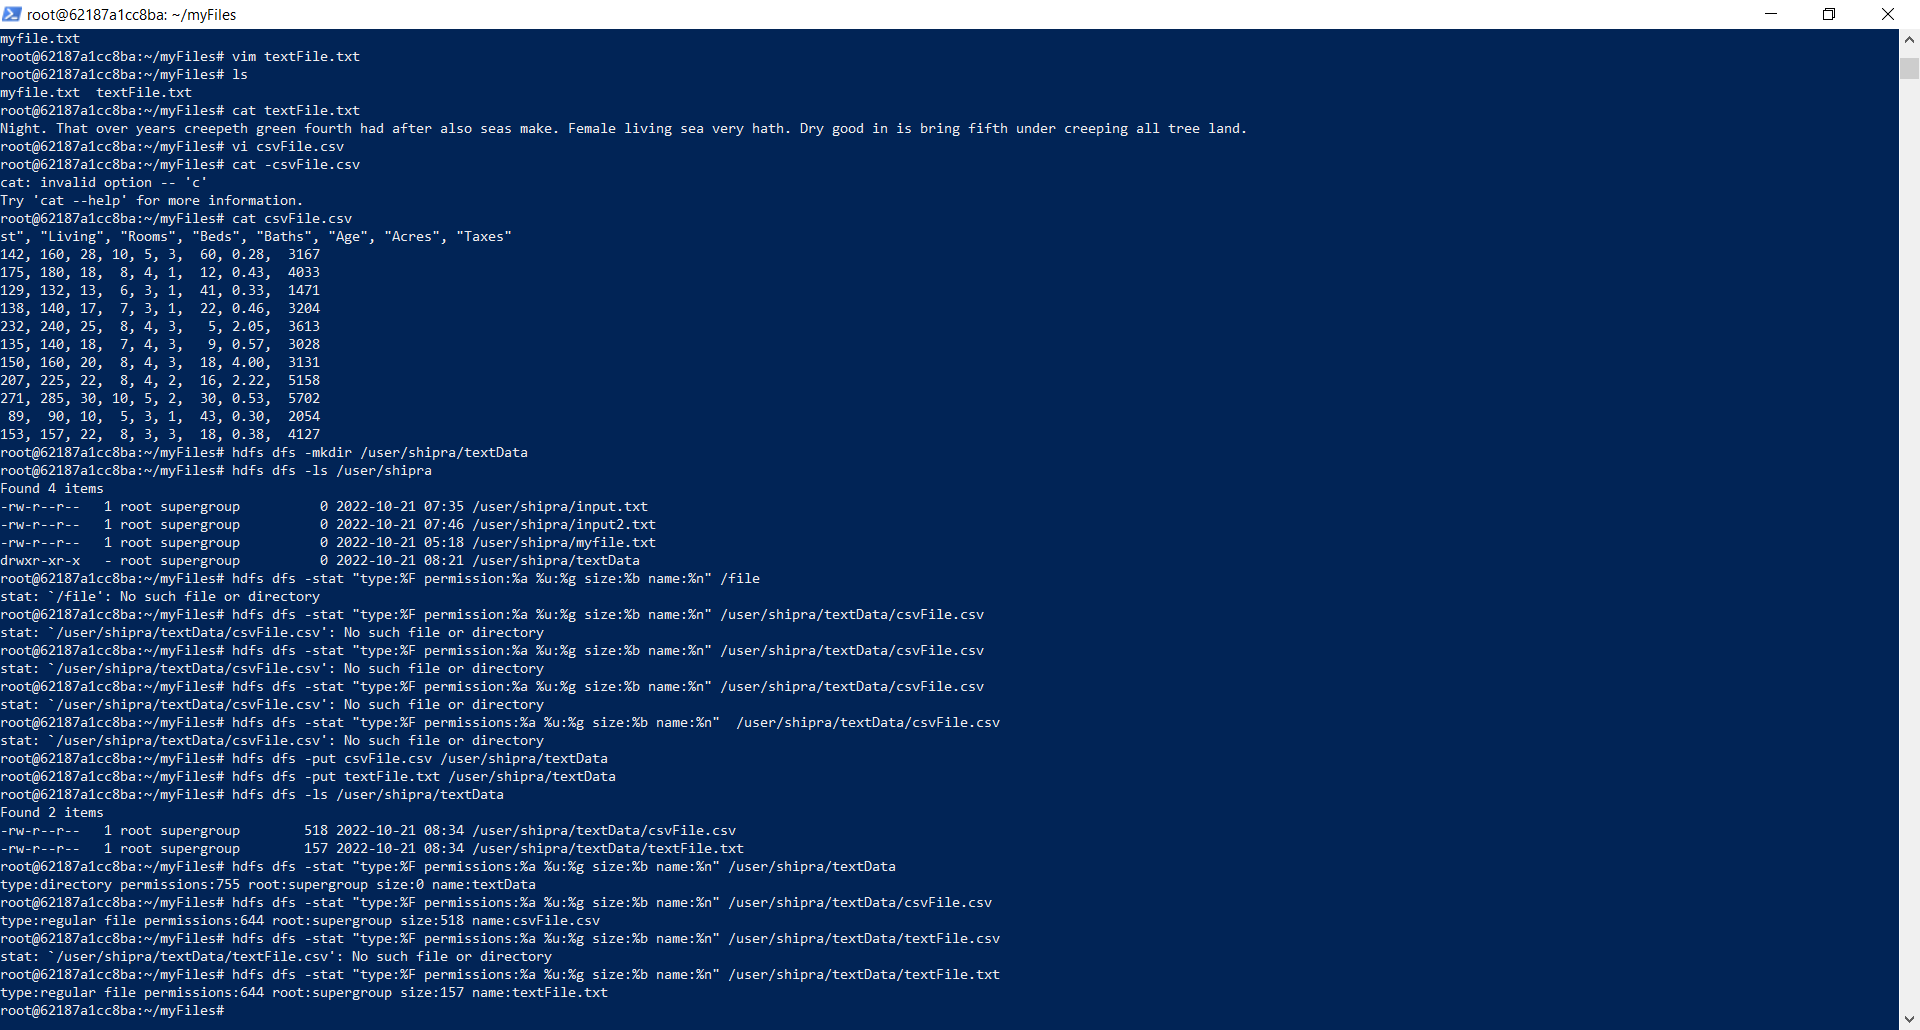 root@62187a1cc8ba: ~/myFiles
myfile.txt
root@62187a1cc8ba:~/myFiles# vim textFile.txt
root@62187a1cc8ba:~/myFiles# ls
myfile.txt  textFile.txt
root@62187a1cc8ba:~/myFiles# cat textFile.txt
Night. That over years creepeth green fourth had after also seas make. Female living sea very hath. Dry good in is bring fifth under creeping all tree land.
root@62187a1cc8ba:~/myFiles# vi csvFile.csv
root@62187a1cc8ba:~/myFiles# cat -csvFile.csv
cat: invalid option -- 'c'
Try 'cat --help' for more information.
root@62187a1cc8ba:~/myFiles# cat csvFile.csv
st", "Living", "Rooms", "Beds", "Baths", "Age", "Acres", "Taxes"
142, 160, 28, 10, 5, 3,  60, 0.28,  3167
175, 180, 18,  8, 4, 1,  12, 0.43,  4033
129, 132, 13,  6, 3, 1,  41, 0.33,  1471
138, 140, 17,  7, 3, 1,  22, 0.46,  3204
232, 240, 25,  8, 4, 3,   5, 2.05,  3613
135, 140, 18,  7, 4, 3,   9, 0.57,  3028
150, 160, 20,  8, 4, 3,  18, 4.00,  3131
207, 225, 22,  8, 4, 2,  16, 2.22,  5158
271, 285, 30, 10, 5, 2,  30, 0.53,  5702
 89,  90, 10,  5, 3, 1,  43, 0.30,  2054
153, 157, 22,  8, 3, 3,  18, 0.38,  4127
root@62187a1cc8ba:~/myFiles# hdfs dfs -mkdir /user/shipra/textData
root@62187a1cc8ba:~/myFiles# hdfs dfs -ls /user/shipra
Found 4 items
-rw-r--r--   1 root supergroup          0 2022-10-21 07:35 /user/shipra/input.txt
-rw-r--r--   1 root supergroup          0 2022-10-21 07:46 /user/shipra/input2.txt
-rw-r--r--   1 root supergroup          0 2022-10-21 05:18 /user/shipra/myfile.txt
drwxr-xr-x   - root supergroup          0 2022-10-21 08:21 /user/shipra/textData
root@62187a1cc8ba:~/myFiles# hdfs dfs -stat "type:%F permission:%a %u:%g size:%b name:%n" /file
stat: `/file': No such file or directory
root@62187a1cc8ba:~/myFiles# hdfs dfs -stat "type:%F permission:%a %u:%g size:%b name:%n" /user/shipra/textData/csvFile.csv
stat: `/user/shipra/textData/csvFile.csv': No such file or directory
root@62187a1cc8ba:~/myFiles# hdfs dfs -stat "type:%F permission:%a %u:%g size:%b name:%n" /user/shipra/textData/csvFile.csv
stat: `/user/shipra/textData/csvFile.csv': No such file or directory
root@62187a1cc8ba:~/myFiles# hdfs dfs -stat "type:%F permission:%a %u:%g size:%b name:%n" /user/shipra/textData/csvFile.csv
stat: `/user/shipra/textData/csvFile.csv': No such file or directory
root@62187a1cc8ba:~/myFiles# hdfs dfs -stat "type:%F permissions:%a %u:%g size:%b name:%n"  /user/shipra/textData/csvFile.csv
stat: `/user/shipra/textData/csvFile.csv': No such file or directory
root@62187a1cc8ba:~/myFiles# hdfs dfs -put csvFile.csv /user/shipra/textData
root@62187a1cc8ba:~/myFiles# hdfs dfs -put textFile.txt /user/shipra/textData
root@62187a1cc8ba:~/myFiles# hdfs dfs -ls /user/shipra/textData
Found 2 items
-rw-r--r--   1 root supergroup        518 2022-10-21 08:34 /user/shipra/textData/csvFile.csv
-rw-r--r--   1 root supergroup        157 2022-10-21 08:34 /user/shipra/textData/textFile.txt
root@62187a1cc8ba:~/myFiles# hdfs dfs -stat "type:%F permissions:%a %u:%g size:%b name:%n" /user/shipra/textData
type:directory permissions:755 root:supergroup size:0 name:textData
root@62187a1cc8ba:~/myFiles# hdfs dfs -stat "type:%F permissions:%a %u:%g size:%b name:%n" /user/shipra/textData/csvFile.csv
type:regular file permissions:644 root:supergroup size:518 name:csvFile.csv
root@62187a1cc8ba:~/myFiles# hdfs dfs -stat "type:%F permissions:%a %u:%g size:%b name:%n" /user/shipra/textData/textFile.csv
stat: `/user/shipra/textData/textFile.csv': No such file or directory
root@62187a1cc8ba:~/myFiles# hdfs dfs -stat "type:%F permissions:%a %u:%g size:%b name:%n" /user/shipra/textData/textFile.txt
type:regular file permissions:644 root:supergroup size:157 name:textFile.txt
root@62187a1cc8ba:~/myFiles#